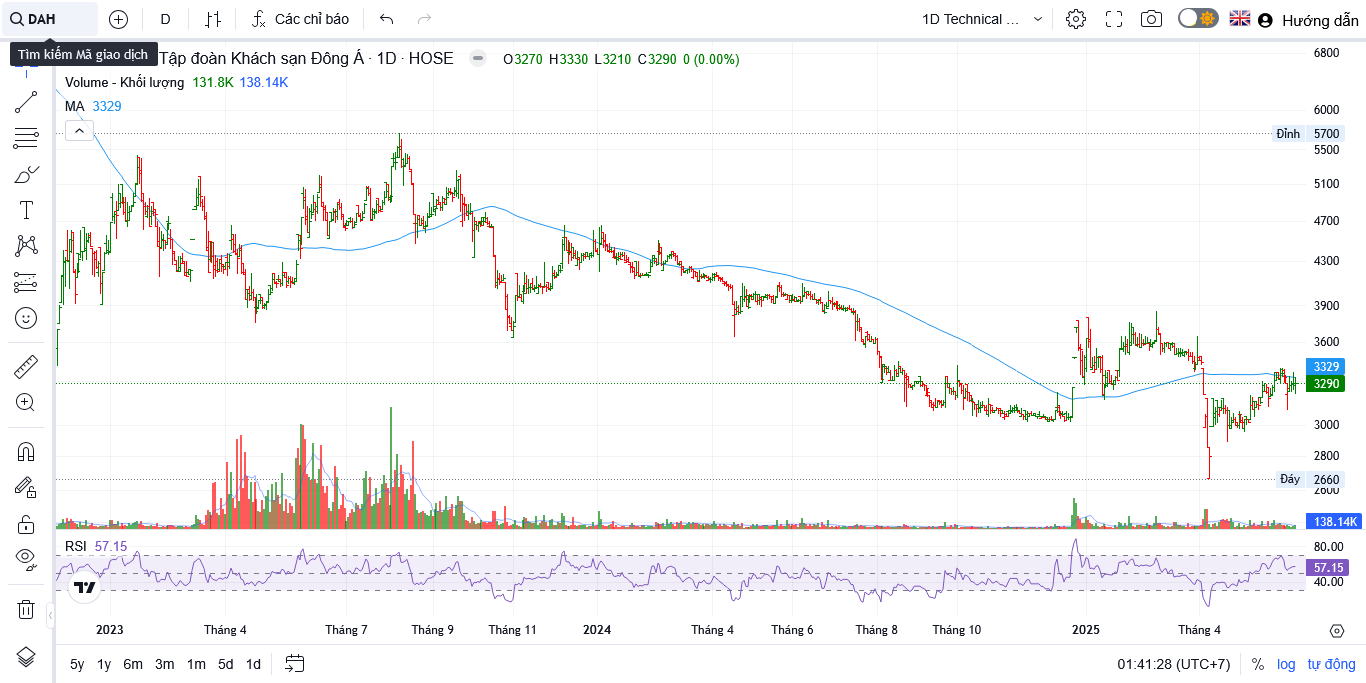 DAH
D
Các chỉ báo
1D Technical ...
Hướng dẫn
Tìm kiếm Mã giao dịch
Tập đoàn Khách sạn Đông Á · 1D · HOSE
O3270 H3330 L3210 C3290 0 (0.00%)
Volume - Khối lượng 131.8K 138.14K
MA 3329
6800
6000
Đỉnh 5700
5500
5100
4700
4300
3900
3600
3329
3290
3000
2800
Đáy 2660
2600
138.14K
RSI 57.15
80.00
57.15
40.00
2023 Tháng 4 Tháng 7 Tháng 9 Tháng 11 2024 Tháng 4 Tháng 6 Tháng 8 Tháng 10 2025 Tháng 4
5y 1y 6m 3m 1m 5d 1d
01:41:28 (UTC+7) % log tự động